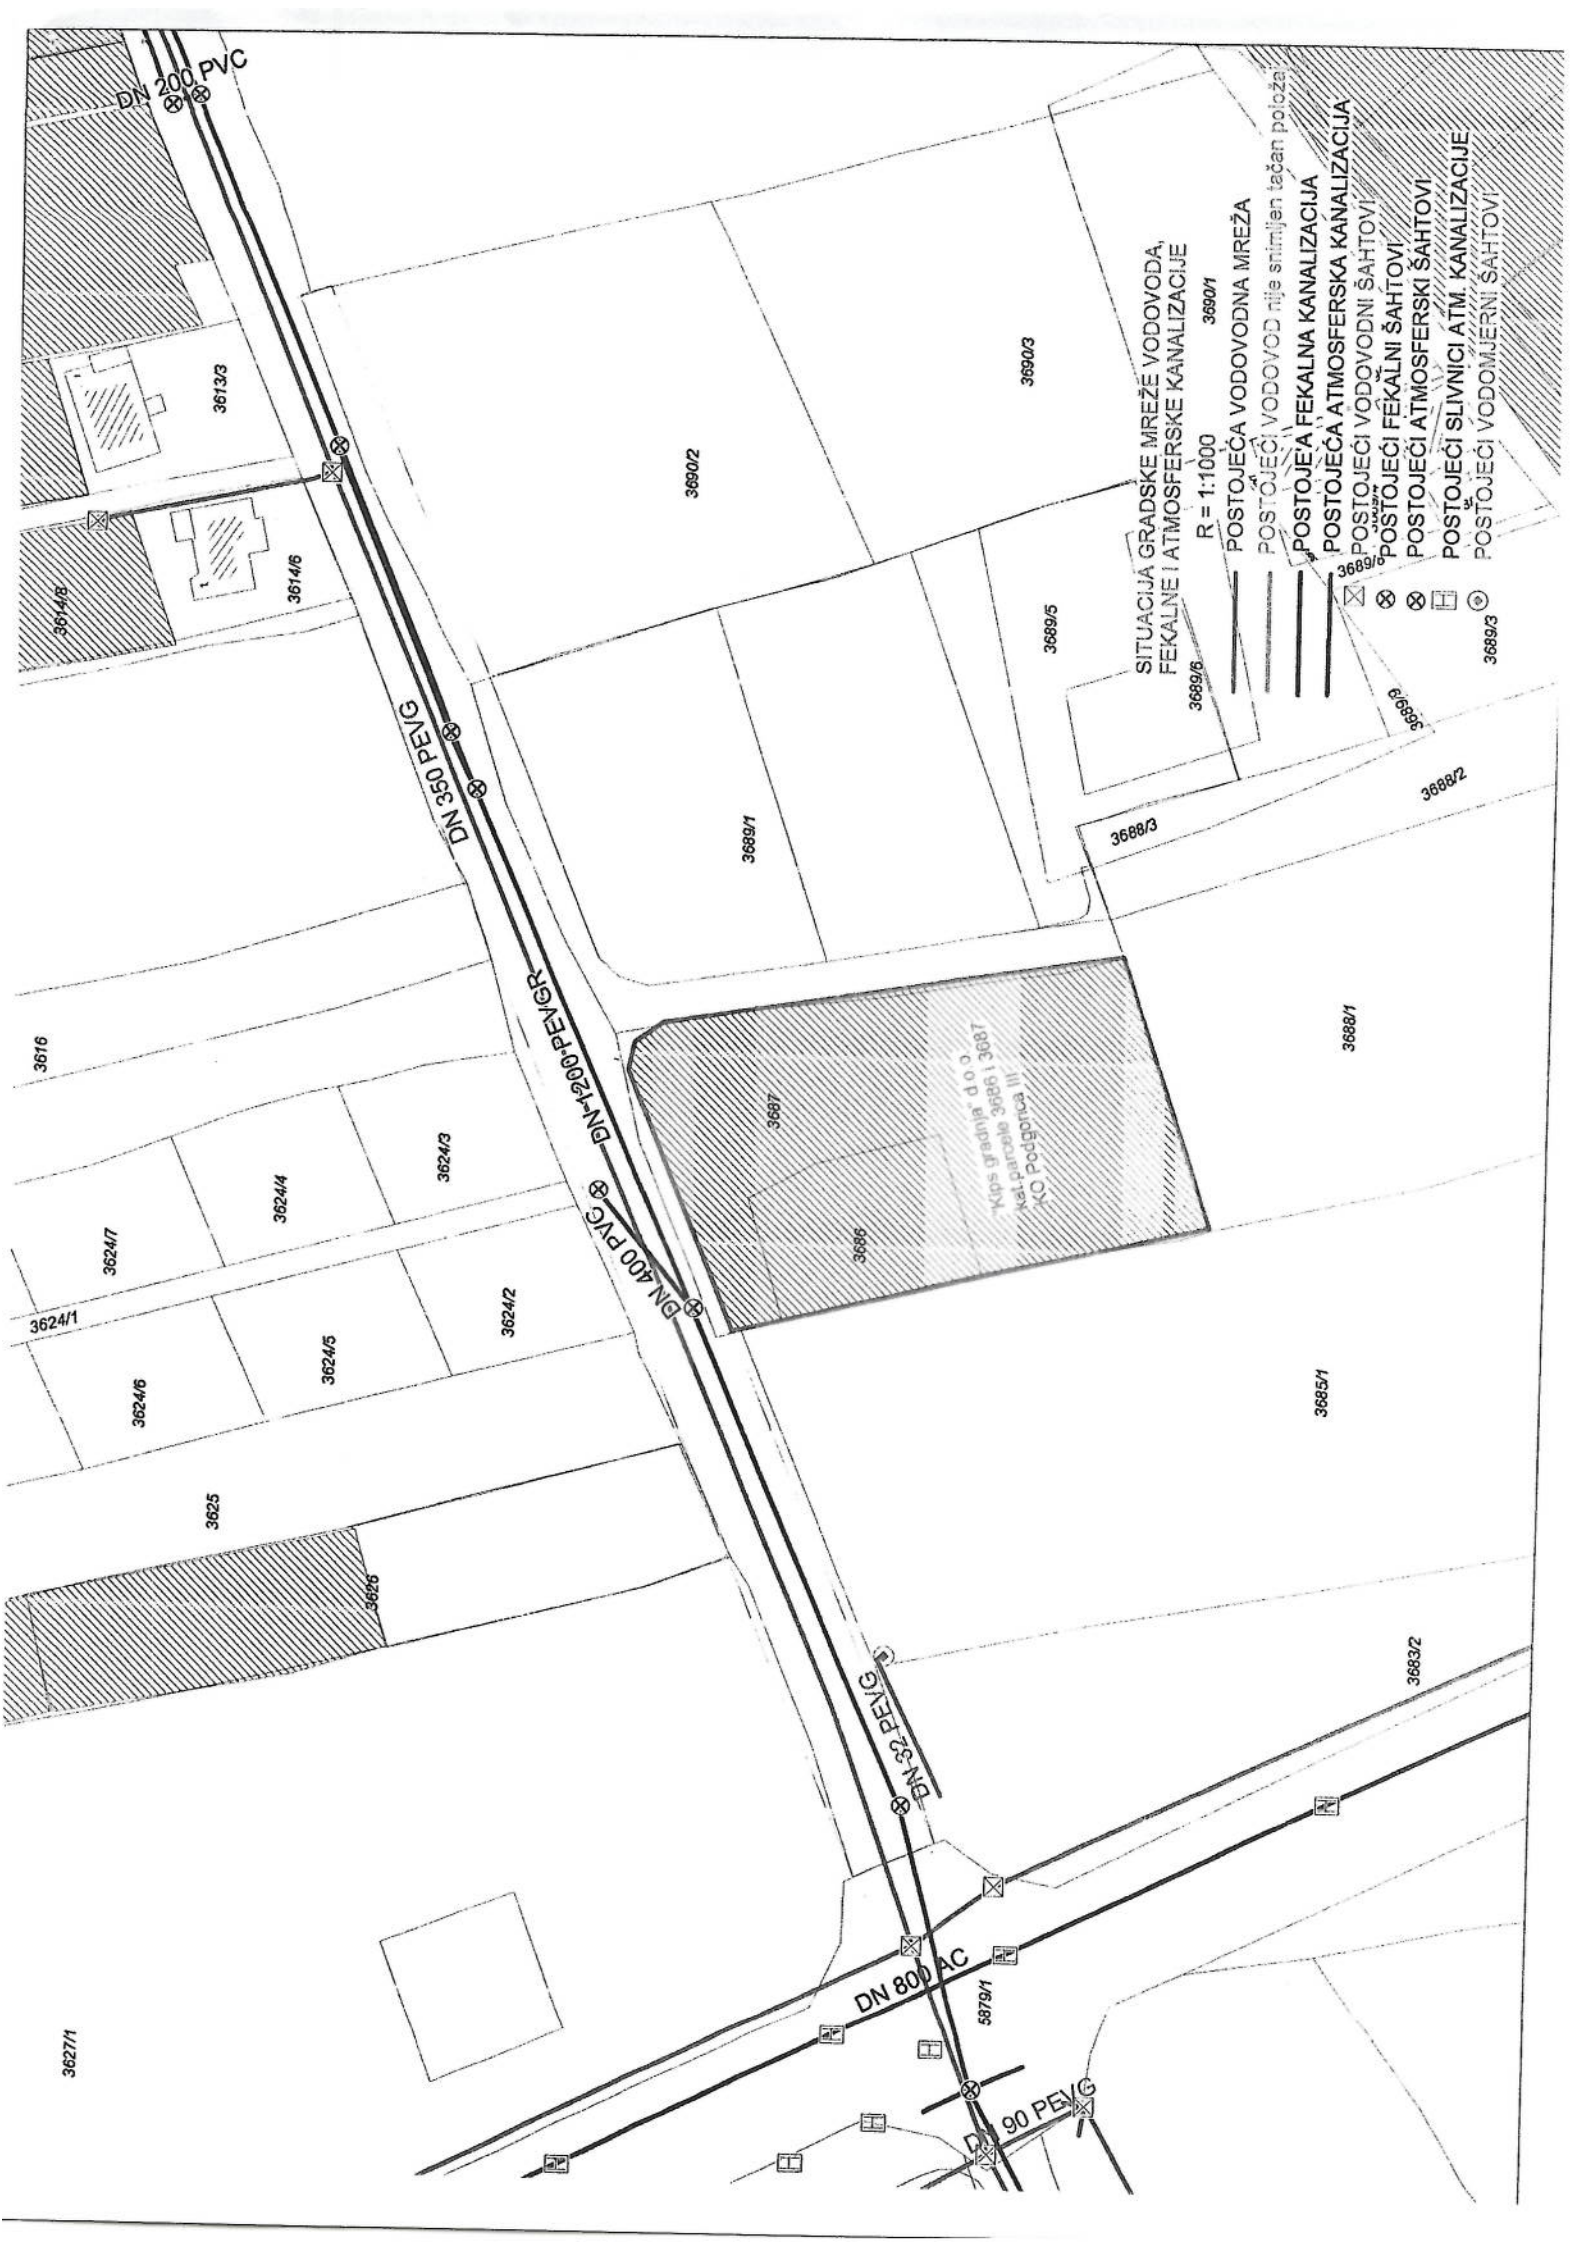 SITUACIJA GRADSKE MREŽE VODOVODA,
FEKALNE I ATMOSFERSKE KANALIZACIJE
R = 1:1000
POSTOJEĆA VODOVODNA MREŽA
POSTOJEĆI VODOVOD nije snimljen tačan položaj
POSTOJE'A FEKALNA KANALIZACIJA
POSTOJEĆA ATMOSFERSKA KANALIZACIJA
POSTOJEĆI VODOVODNI ŠAHTOVI
POSTOJEĆI FEKALNI ŠAHTOVI
POSTOJEĆI ATMOSFERSKI ŠAHTOVI
POSTOJEĆI SLIVNICI ATM. KANALIZACIJE
POSTOJEĆI VODOMJERNI ŠAHTOVI
"Kips gradnja" d.o.o.
kat.parcele 3686 i 3687
KO Podgorica III
DN 200 PVC
DN 350 PEVG
DN 1200 PEVGR
DN 400 PVC
DN 32 PEVG
DN 800 AC
DN 90 PEVG
3613/3
3614/8
3614/6
3616
3624/3
3624/4
3624/7
3624/1
3624/2
3624/5
3624/6
3625
3626
3627/1
3690/1
3690/3
3690/2
3689/5
3689/6
3689/1
3689/8
3689/3
3689/9
3688/2
3688/3
3688/1
3687
3686
3685/1
3683/2
5879/1